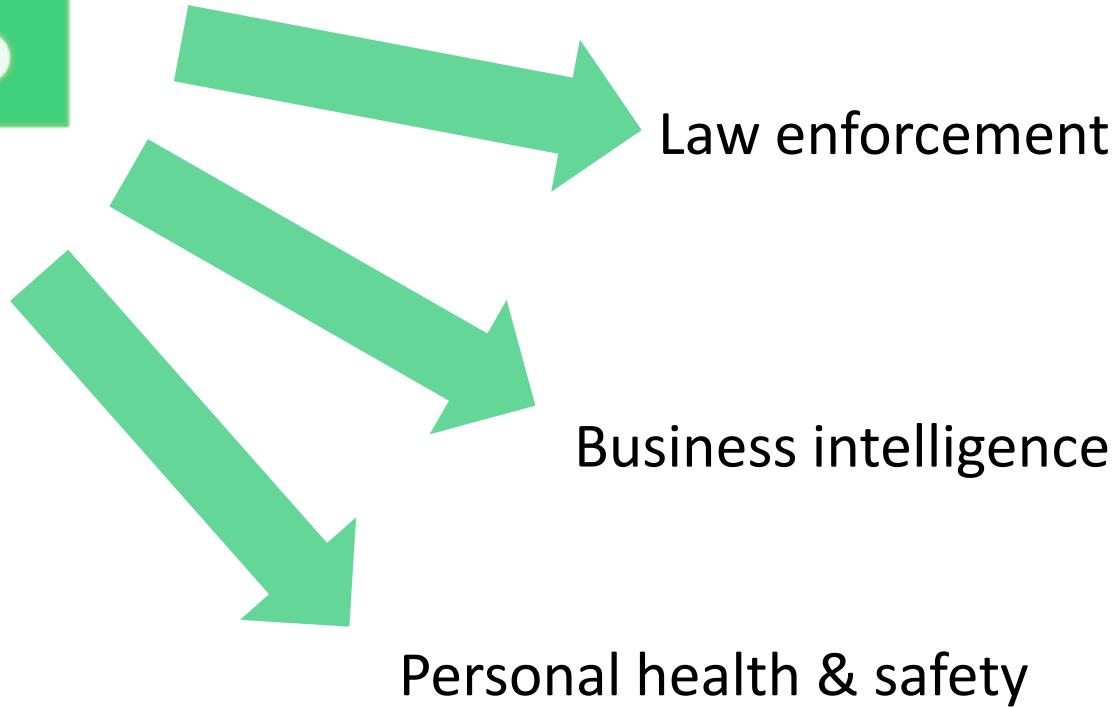 Law enforcement
Business intelligence
Personal health & safety